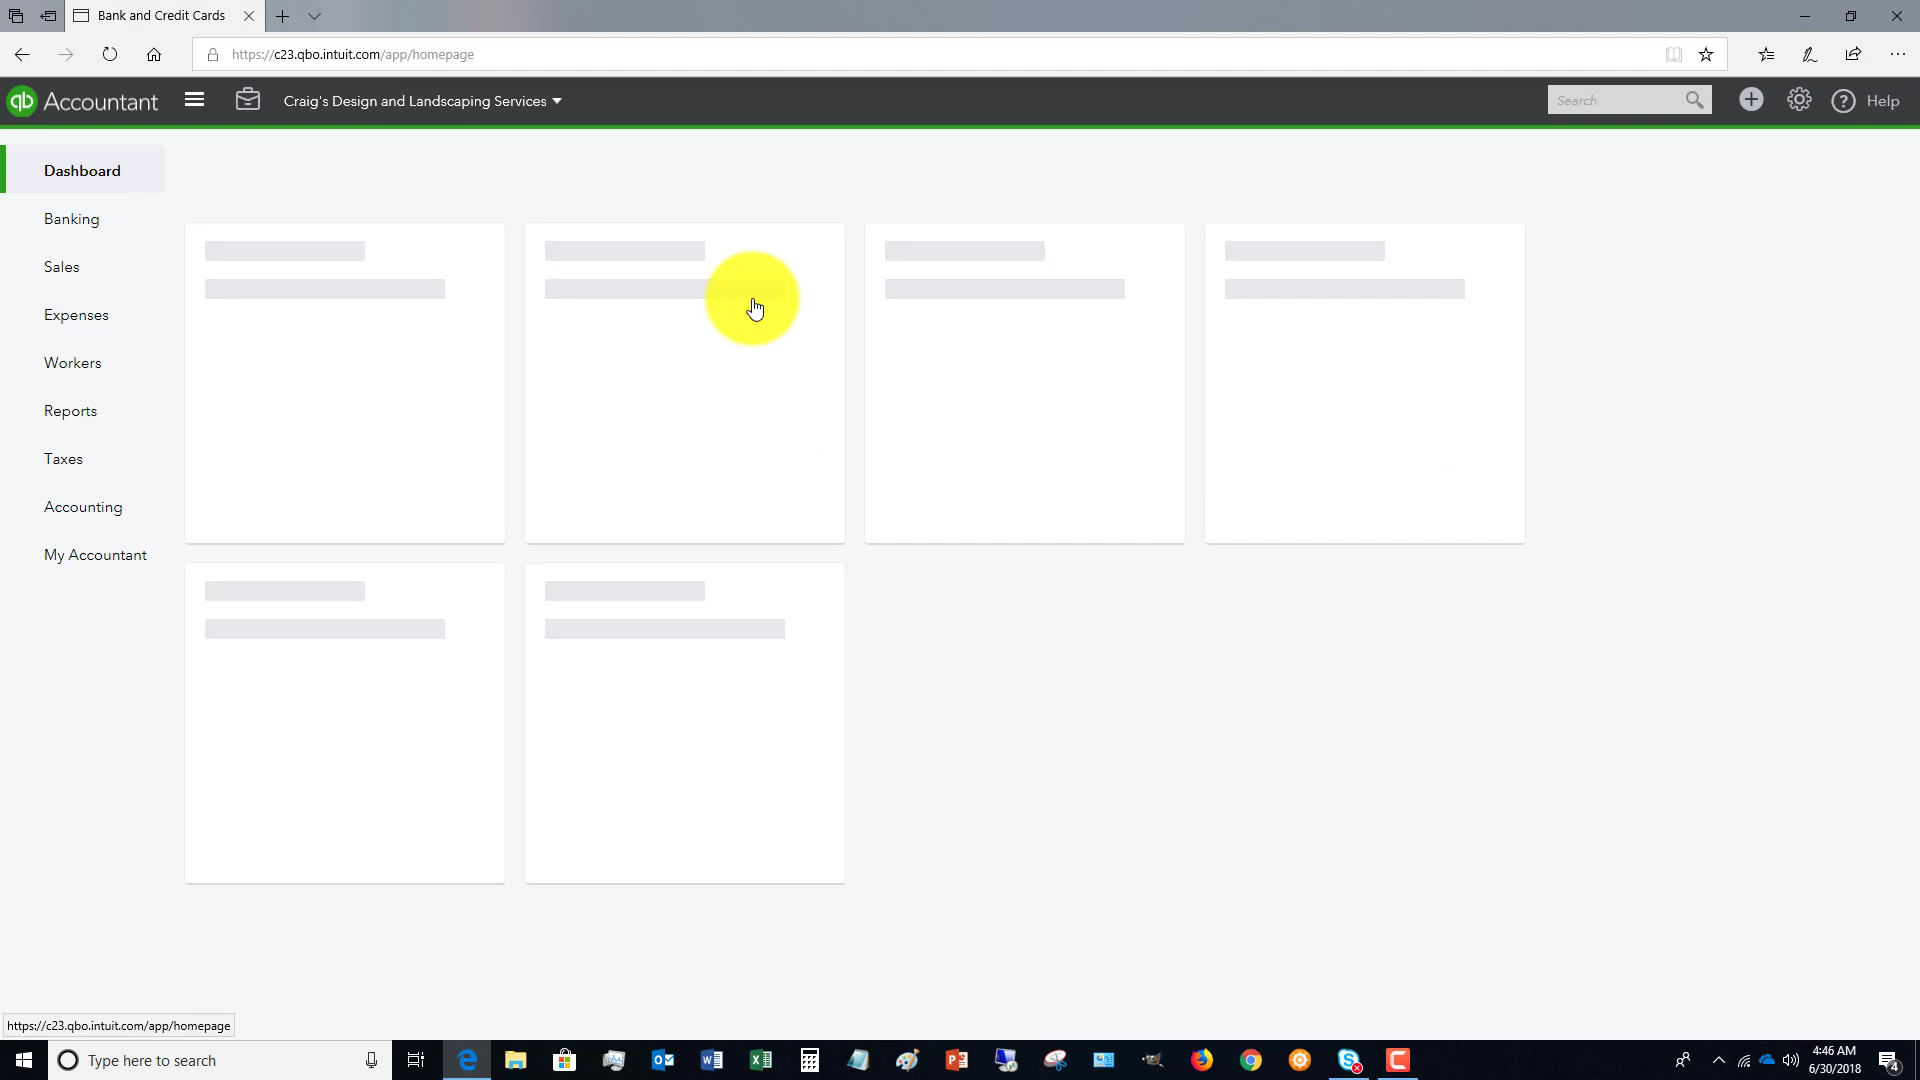 Bank and Credit Cards
https://c23.qbo.intuit.com/app/homepage
qb Accountant
Craig's Design and Landscaping Services
Search
Help
Dashboard
Banking
Sales
Expenses
Workers
Reports
Taxes
Accounting
My Accountant
https://c23.qbo.intuit.com/app/homepage
Type here to search
4:46 AM
6/30/2018
4